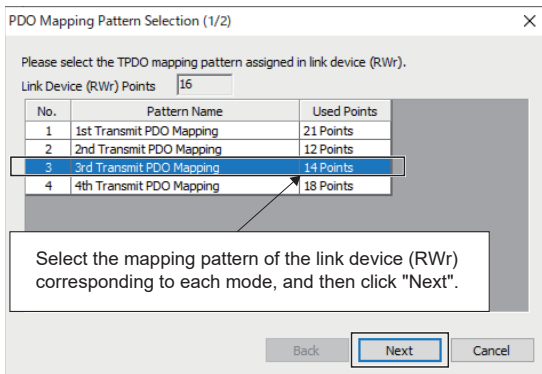 PDO Mapping Pattern Selection (1/2)
Please select the TPDO mapping pattern assigned in link device (RWr).
Link Device (RWr) Points 16
No. Pattern Name Used Points
1 1st Transmit PDO Mapping 21 Points
2 2nd Transmit PDO Mapping 12 Points
3 3rd Transmit PDO Mapping 14 Points
4 4th Transmit PDO Mapping 18 Points
Select the mapping pattern of the link device (RWr)
corresponding to each mode, and then click "Next".
Back Next Cancel